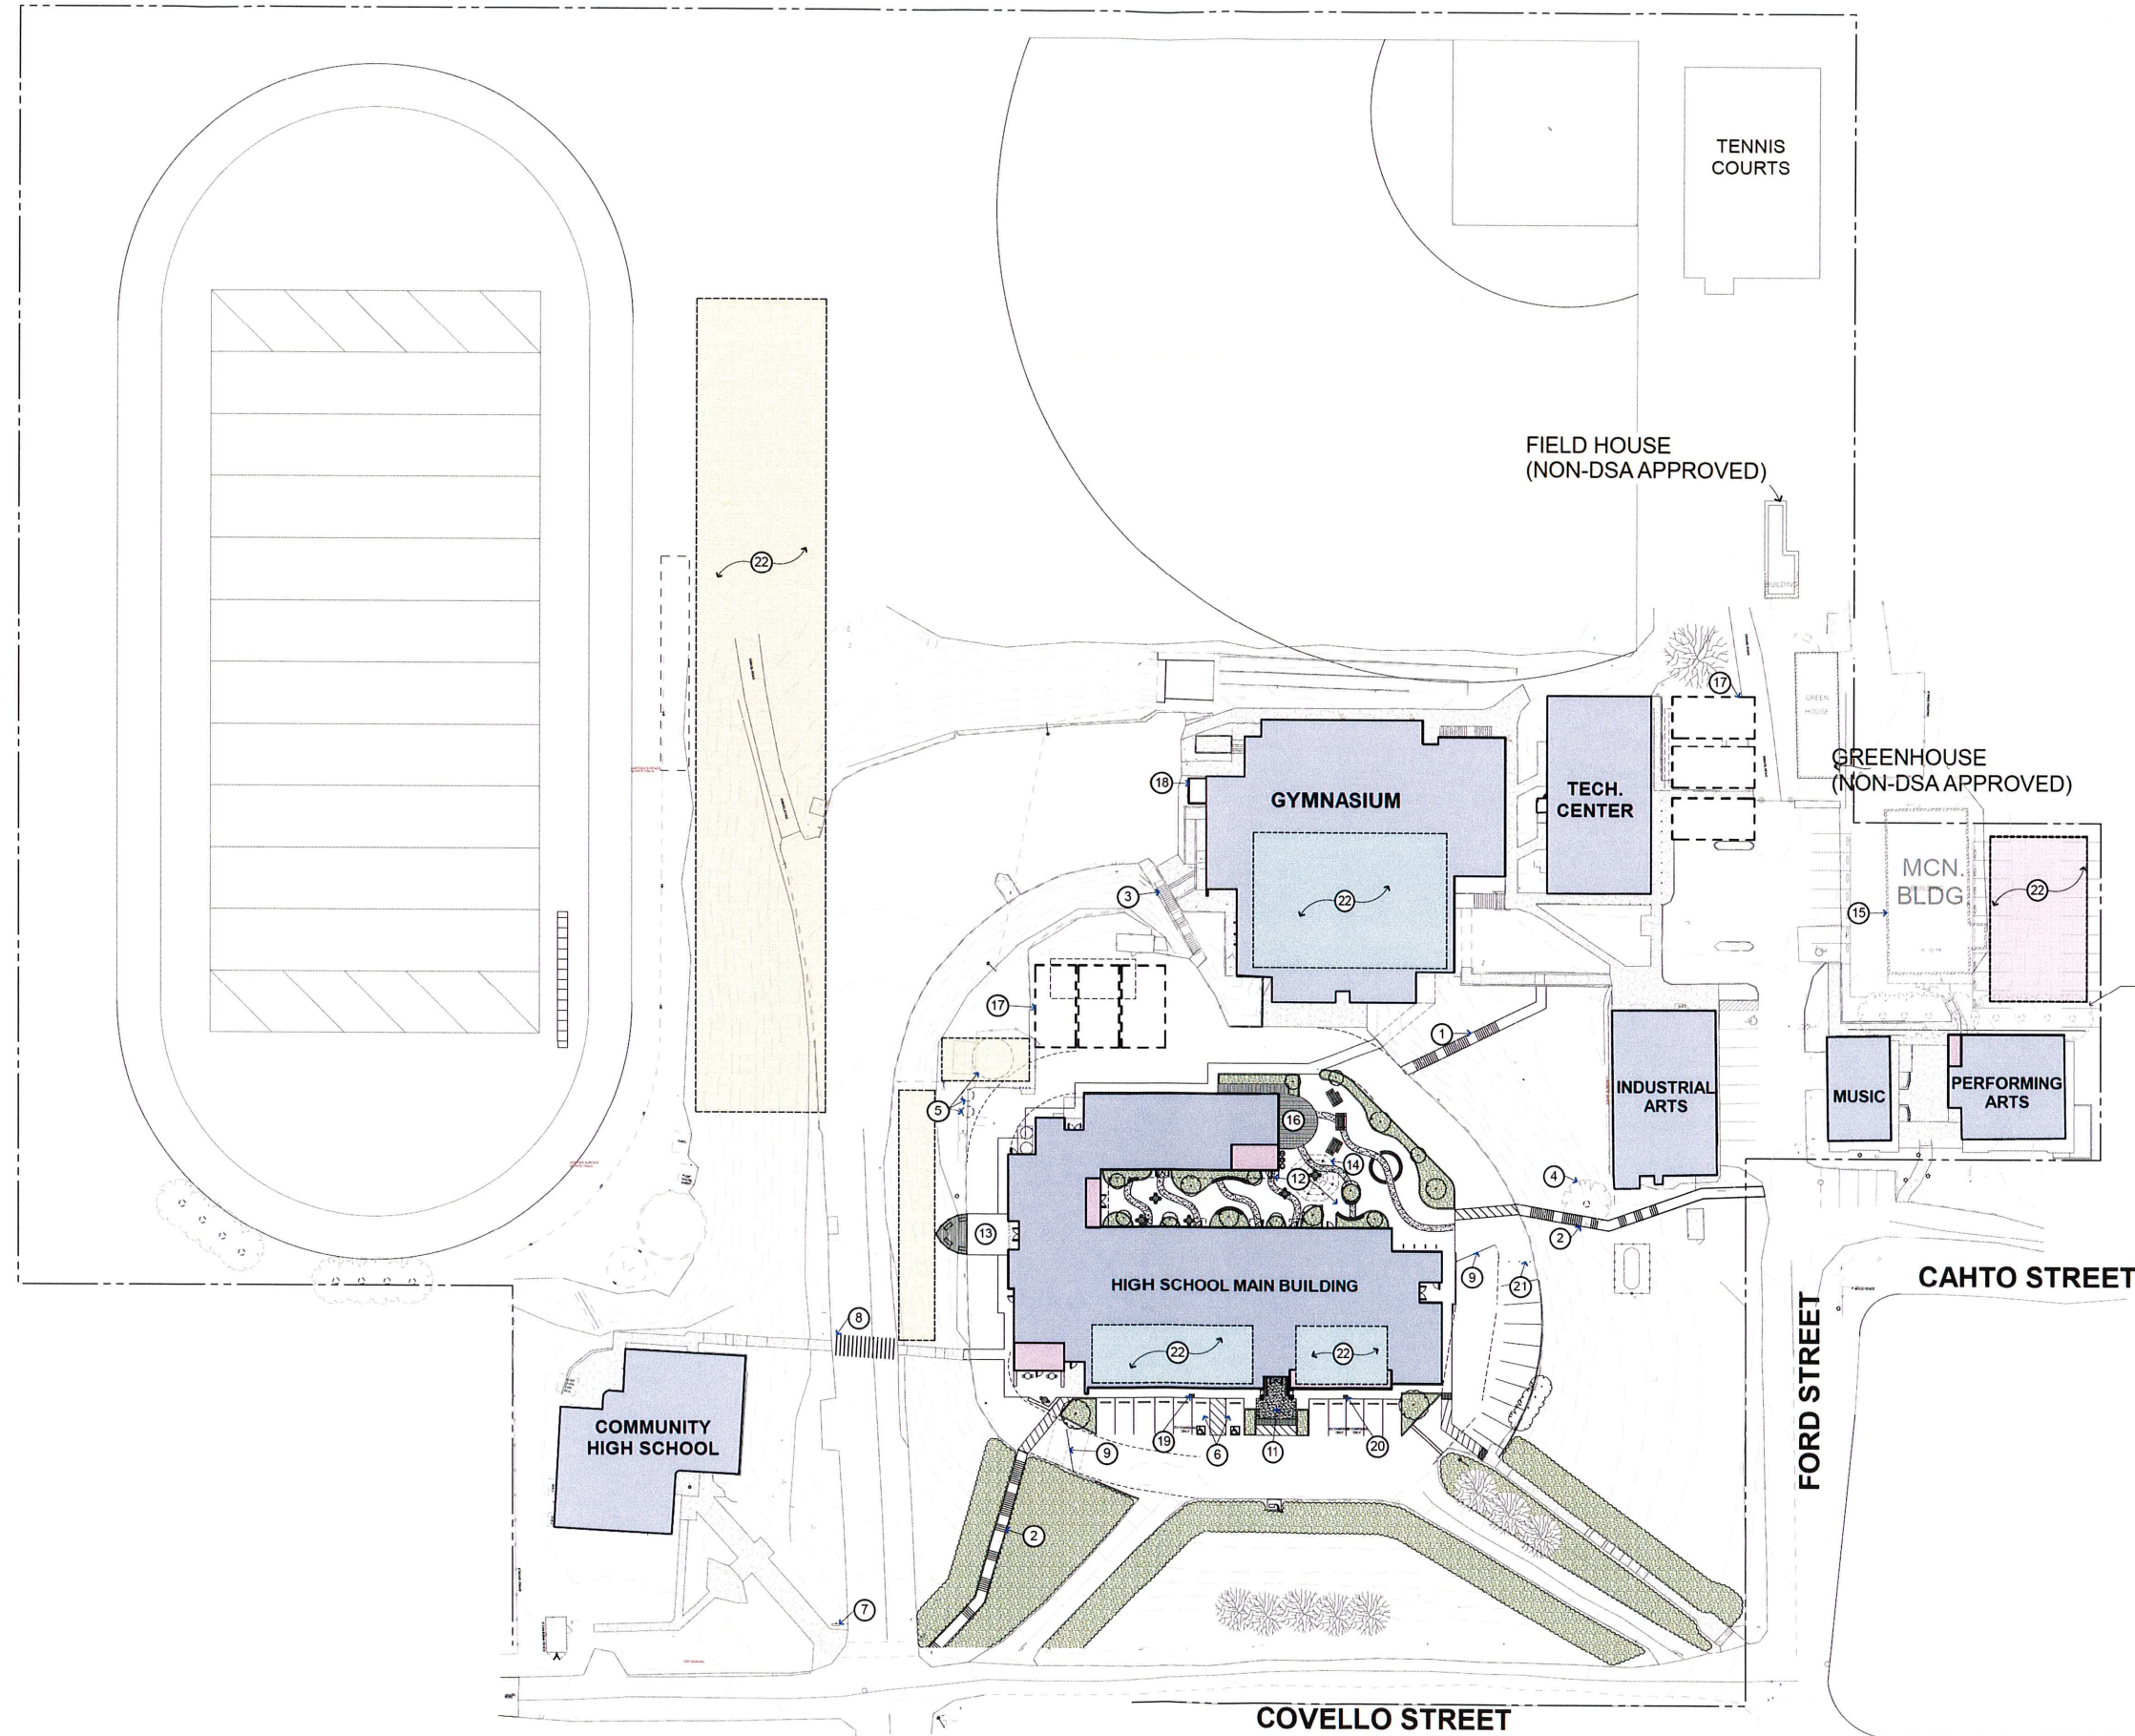 TENNIS
COURTS
FIELD HOUSE
(NON-DSA APPROVED)
BUILDING
22
17
GREEN
HOUSE
GREENHOUSE
(NON-DSA APPROVED)
18
GYMNASIUM
TECH.
CENTER
MCN.
BLDG
22
3
22
15
17
1
5
16
INDUSTRIAL
ARTS
MUSIC
PERFORMING
ARTS
14
12
4
13
2
9
21
HIGH SCHOOL MAIN BUILDING
CAHTO STREET
8
22
22
FORD STREET
COMMUNITY
HIGH SCHOOL
19
6
11
20
9
2
7
COVELLO STREET